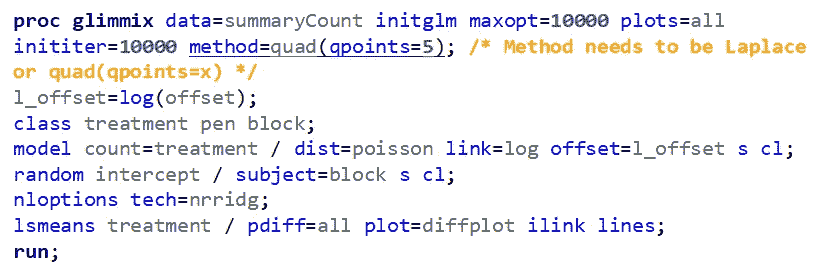 proc glimmix data=summaryCount initglm maxopt=10000 plots=all
inititer=10000 method=quad(qpoints=5); /* Method needs to be Laplace
or quad(qpoints=x) */
l_offset=log(offset);
class treatment pen block;
model count=treatment / dist=poisson link=log offset=l_offset s cl;
random intercept / subject=block s cl;
nloptions tech=nrridg;
lsmeans treatment / pdiff=all plot=diffplot ilink lines;
run;